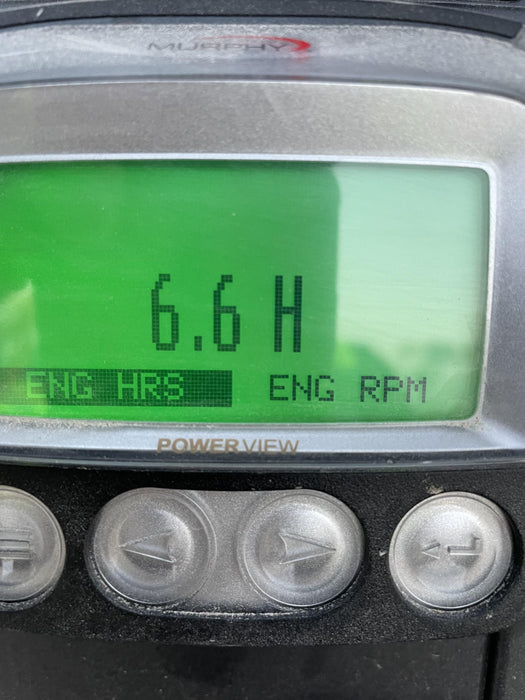 MURPHY
6.6 H
ENG HRS ENG RPM
POWERVIEW